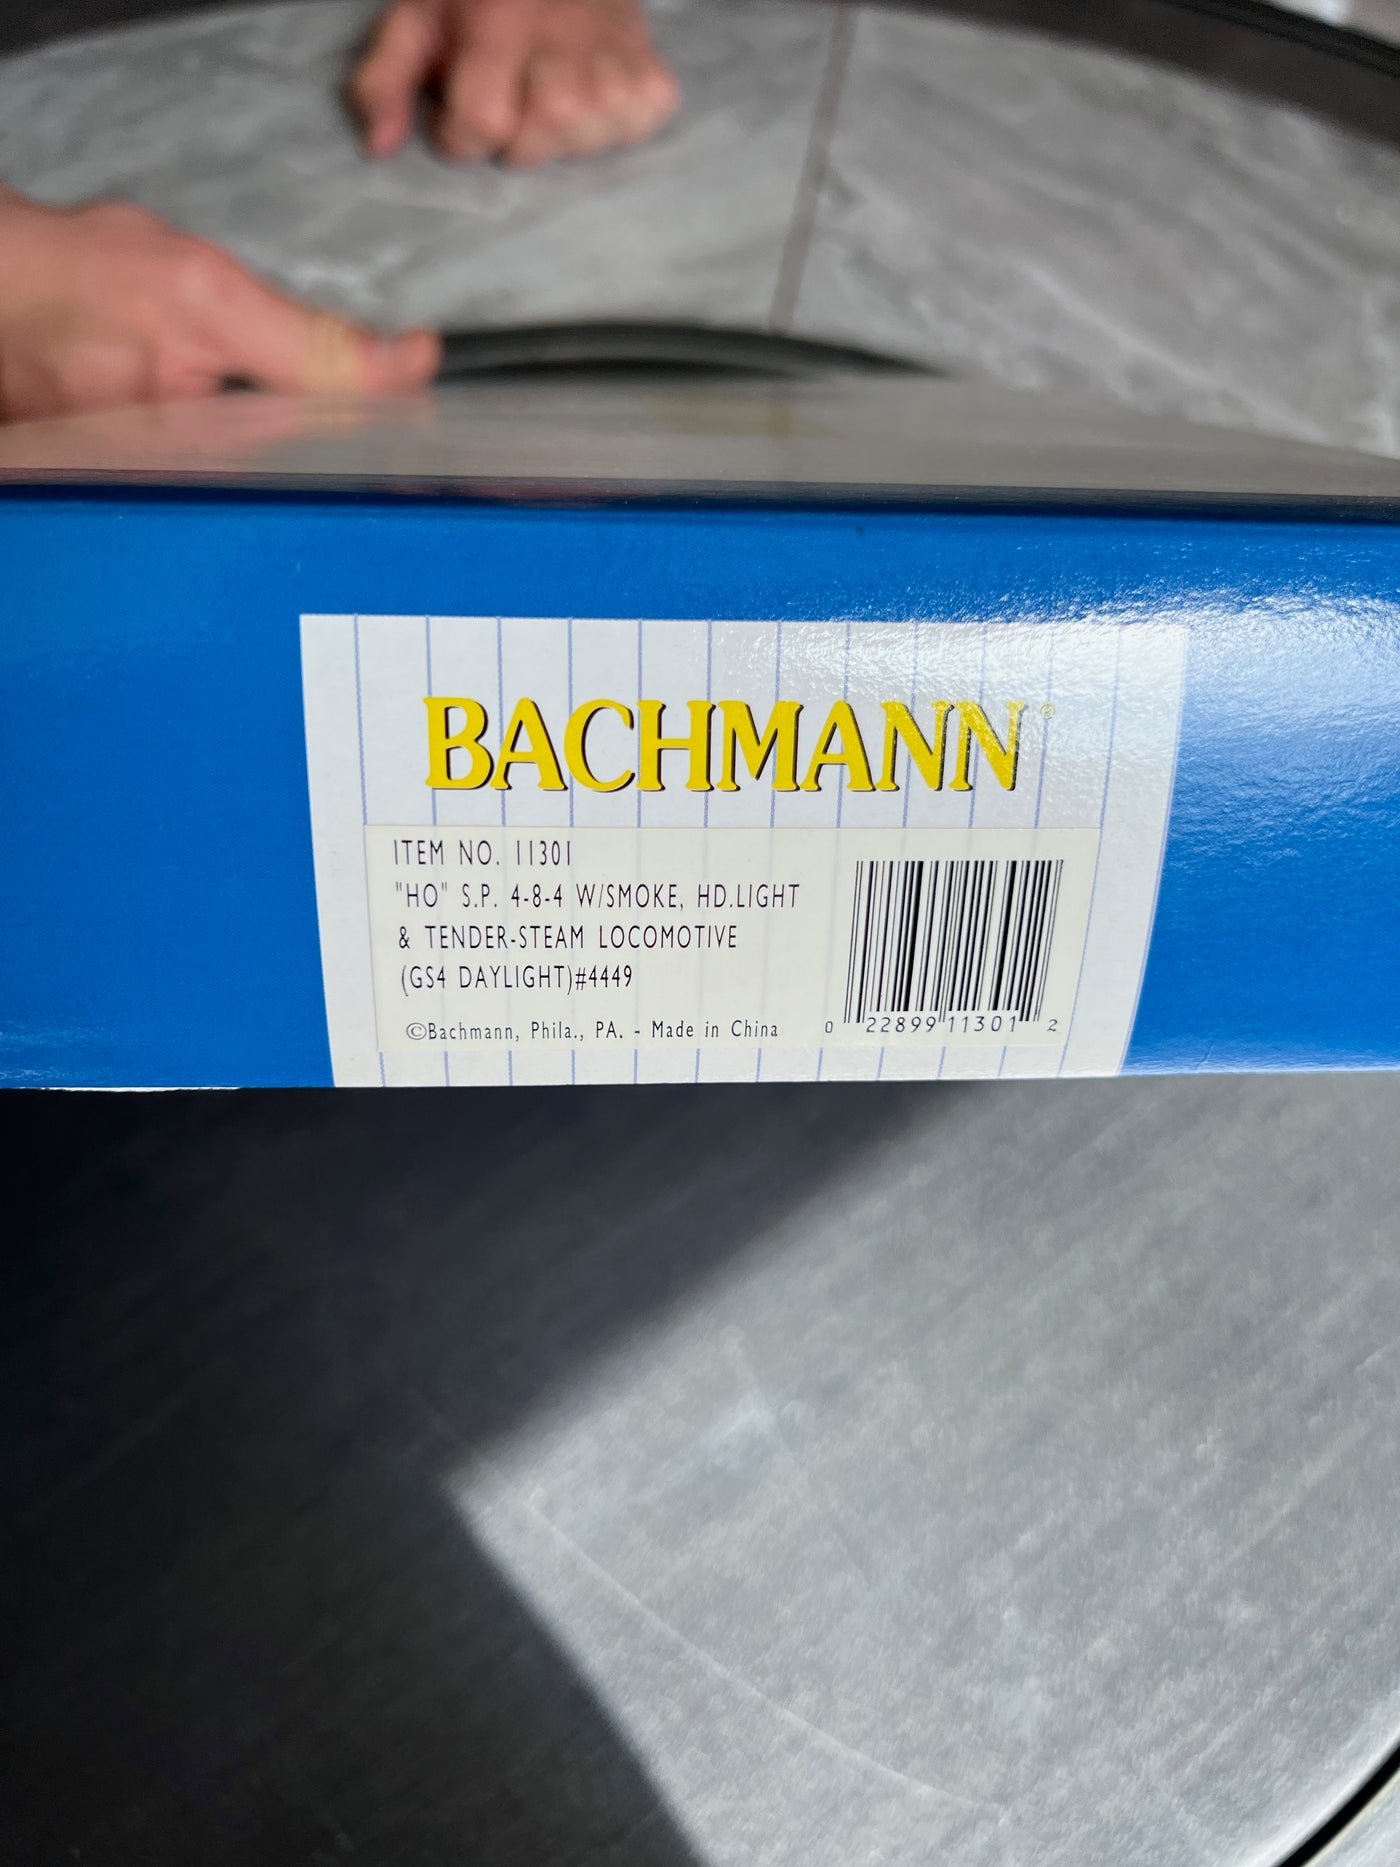 BACHMANN®
ITEM NO. 11301
"HO" S.P. 4-8-4 W/SMOKE, HD.LIGHT
& TENDER-STEAM LOCOMOTIVE
(GS4 DAYLIGHT)#4449
©Bachmann, Phila., PA. - Made in China
0 22899 11301 2